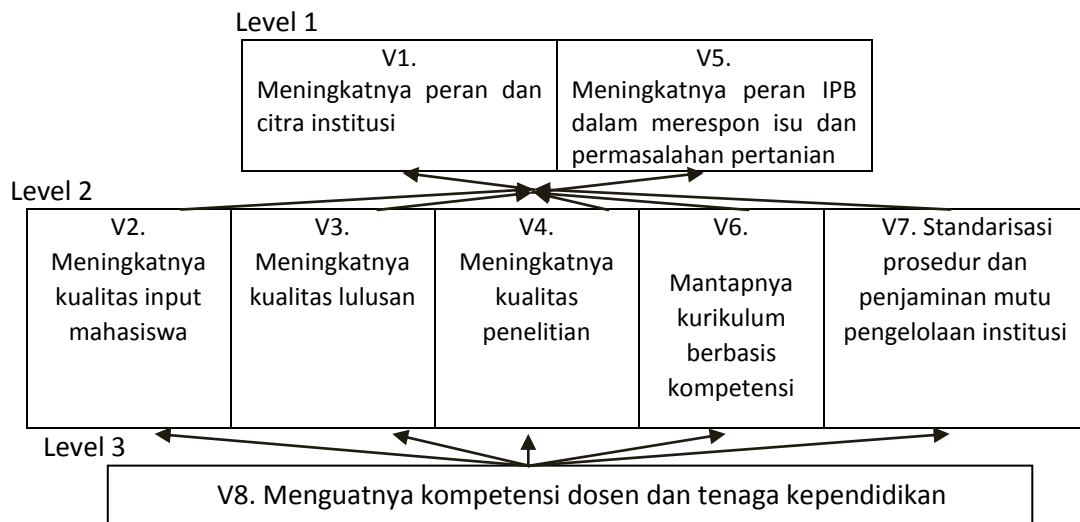 Level 1
V1.
Meningkatnya peran dan
citra institusi
V5.
Meningkatnya peran IPB
dalam merespon isu dan
permasalahan pertanian
Level 2
V2.
Meningkatnya
kualitas input
mahasiswa
V3.
Meningkatnya
kualitas lulusan
V4.
Meningkatnya
kualitas
penelitian
V6.
Mantapnya
kurikulum
berbasis
kompetensi
V7. Standarisasi
prosedur dan
penjaminan mutu
pengelolaan institusi
Level 3
V8. Menguatnya kompetensi dosen dan tenaga kependidikan